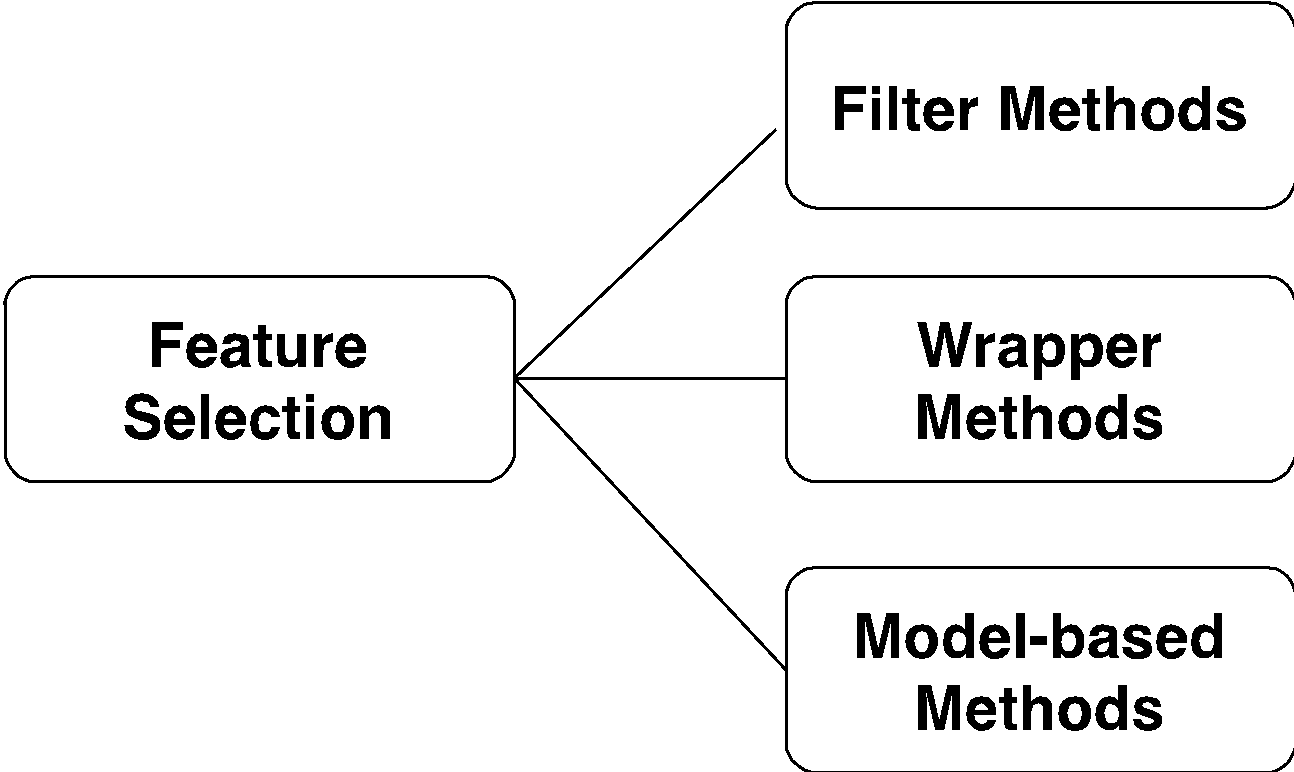 Filter Methods
Feature
Selection
Wrapper
Methods
Model-based
Methods